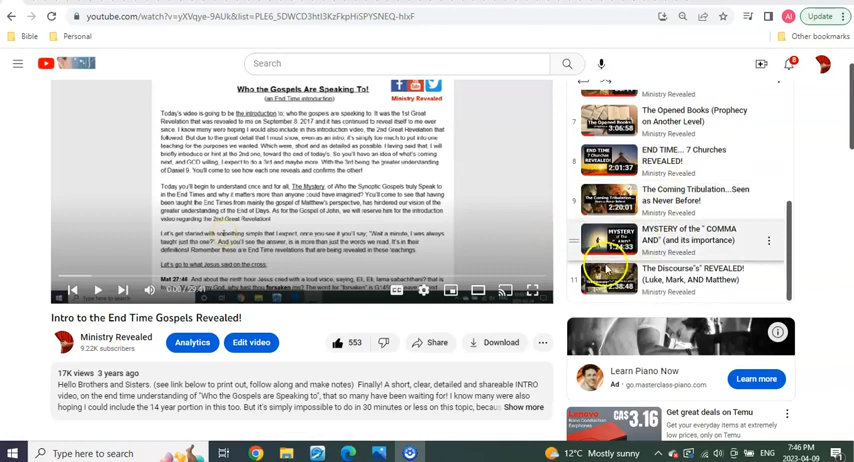 youtube.com/watch?v=yXVqye-9AUk&list=PLE6_5DWCD3htI3KzFkpHiSPYSNEQ-hlxF
AI
Update
Bible
Personal
Other bookmarks
Search
8
Who the Gospels Are Speaking To!
(an End Time introduction)
Ministry Revealed
Today's video is going to be the introduction to; who the gospels are speaking to. It was the 1st Great
Revelation that was revealed to me on September 8, 2017 and it has continued to reveal itself to me ever
since. I know many were hoping I would also include in this introduction video, the 2nd Great Revelation that
followed. But due to the great detail that I must show, even as an intro, it's simply too much to put into one
teaching for the purposes we wanted. Which were, short and as detailed as possible. I having said that, I will
briefly introduce or hint at the 2nd one, toward the end of today's. So you'll have an idea of what's coming
next, and GOD willing, I expect to do a 3rd and maybe more. With the 3rd being the greater understanding
of Daniel 9. You'll come to see how each one reveals and confirms the other!
Today you'll begin to understand once and for all, The Mystery, of Who the Synoptic Gospels truly Speak to
in the End Times and why it matters more than anyone could have imagined? You'll come to see that having
been taught the End Times from mainly the gospel of Matthew's perspective, has hindered our vision of the
greater understanding of the End of Days. As for the Gospel of John, we will reserve him for the introduction
video regarding the 2nd Great Revelation!
Let's get started with something simple that I expect, once you see it you'll say; "Wait a minute, I was always
taught just the one?". And you'll see the answer, is in more than just the words we read. It's in their
definitions! Remember these are End Time revelations that are being revealed in these teachings.
Let's go to what Jesus said on the cross:
Mat 27:46 And about the ninth hour Jesus cried with a loud voice, saying, Eli, Eli, lama sabachthani? that is
0:00 / 29:41
CC
Ministry Revealed
7
The Opened Books (Prophecy
on Another Level)
Ministry Revealed
3:06:58
8
END TIME... 7 Churches
REVEALED!
Ministry Revealed
2:01:37
9
The Coming Tribulation...Seen
as Never Before!
Ministry Revealed
2:20:01
MYSTERY of the " COMMA
AND" (and its importance)
Ministry Revealed
MYSTERY
1:24:33
11
The Discourse"s" REVEALED!
(Luke, Mark, AND Matthew)
Ministry Revealed
2:38:48
Intro to the End Time Gospels Revealed!
Ministry Revealed
9.22K subscribers
Analytics
Edit video
553
Share
Download
17K views 3 years ago
Hello Brothers and Sisters. (see link below to print out, follow along and make notes) Finally! A short, clear, detailed and shareable INTRO
video, on the end time understanding of "Who the Gospels are Speaking to", that so many have been waiting for! I know many were also
hoping I could include the 14 year portion in this too. But it's simply impossible to do in 30 minutes or less on this topic, becaus Show more
Learn Piano Now
Ad · go.masterclass-piano.com
Learn more
Lenovo
CA$3.16
Get great deals on Temu
Low prices, only on Temu.
Experience affordable luxury
Type here to search
12°C Mostly sunny
ENG
7:46 PM
2023-04-09